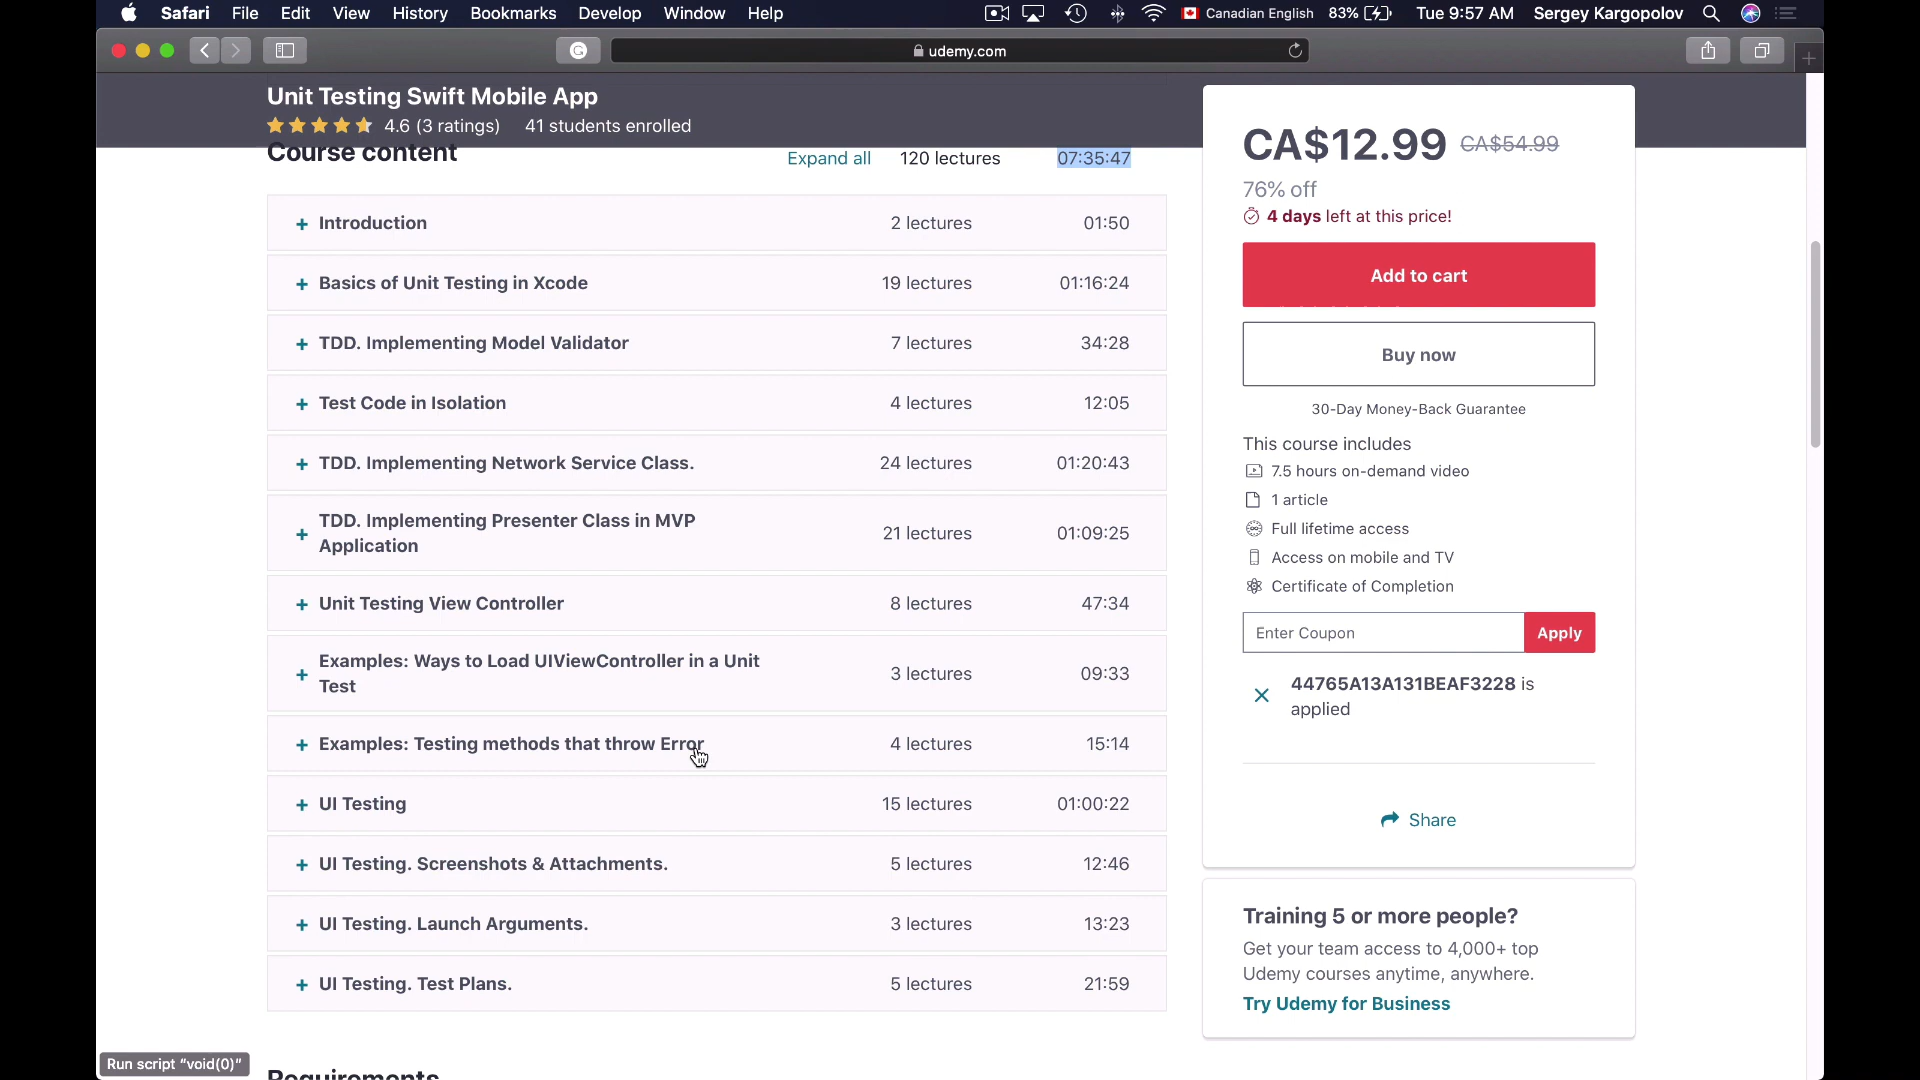 Safari File Edit View History Bookmarks Develop Window Help Canadian English 83% Tue 9:57 AM Sergey Kargopolov
udemy.com
Unit Testing Swift Mobile App
4.6 (3 ratings) 41 students enrolled
Course content Expand all 120 lectures 07:35:47
+ Introduction 2 lectures 01:50
+ Basics of Unit Testing in Xcode 19 lectures 01:16:24
+ TDD. Implementing Model Validator 7 lectures 34:28
+ Test Code in Isolation 4 lectures 12:05
+ TDD. Implementing Network Service Class. 24 lectures 01:20:43
+ TDD. Implementing Presenter Class in MVP
Application 21 lectures 01:09:25
+ Unit Testing View Controller 8 lectures 47:34
+ Examples: Ways to Load UIViewController in a Unit
Test 3 lectures 09:33
+ Examples: Testing methods that throw Error 4 lectures 15:14
+ UI Testing 15 lectures 01:00:22
+ UI Testing. Screenshots & Attachments. 5 lectures 12:46
+ UI Testing. Launch Arguments. 3 lectures 13:23
+ UI Testing. Test Plans. 5 lectures 21:59
Requirements
Run script "void(0)"
CA$12.99 CA$54.99
76% off
4 days left at this price!
Add to cart
Buy now
30-Day Money-Back Guarantee
This course includes
7.5 hours on-demand video
1 article
Full lifetime access
Access on mobile and TV
Certificate of Completion
Enter Coupon Apply
44765A13A131BEAF3228 is
applied
Share
Training 5 or more people?
Get your team access to 4,000+ top
Udemy courses anytime, anywhere.
Try Udemy for Business